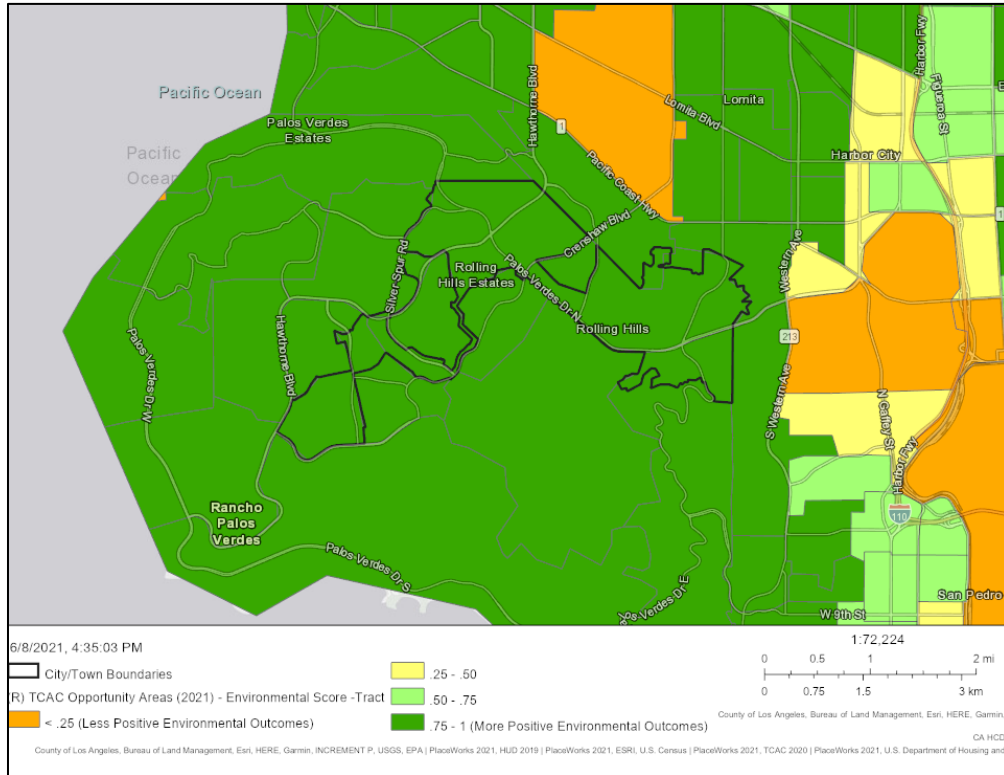 Pacific Ocean
Palos Verdes
Estates
Pacific
Ocean
Hawthorne Blvd
1
Lomita Blvd
Lomita
Harbor Fwy
Figueroa St
Harbor City
Pacific Coast Hwy
Crenshaw Blvd
Western Ave
Silver Spur Rd
Rolling
Hills Estates
Palos Verdes Dr N
Rolling Hills
213
Palos Verdes Dr W
Hawthorne Blvd
S Western Ave
N Gaffey St
Harbor Fwy
110
Rancho
Palos
Verdes
Palos Verdes Dr S
los Verdes Dr E
San Pedro
W 9th St
6/8/2021, 4:35:03 PM
1:72,224
City/Town Boundaries
(R) TCAC Opportunity Areas (2021) - Environmental Score -Tract
< .25 (Less Positive Environmental Outcomes)
.25 - .50
.50 - .75
.75 - 1 (More Positive Environmental Outcomes)
0 0.5 1 2 mi
0 0.75 1.5 3 km
County of Los Angeles, Bureau of Land Management, Esri, HERE, Garmin,
CA HCD
County of Los Angeles, Bureau of Land Management, Esri, HERE, Garmin, INCREMENT P, USGS, EPA | PlaceWorks 2021, HUD 2019 | PlaceWorks 2021, ESRI, U.S. Census | PlaceWorks 2021, TCAC 2020 | PlaceWorks 2021, U.S. Department of Housing and